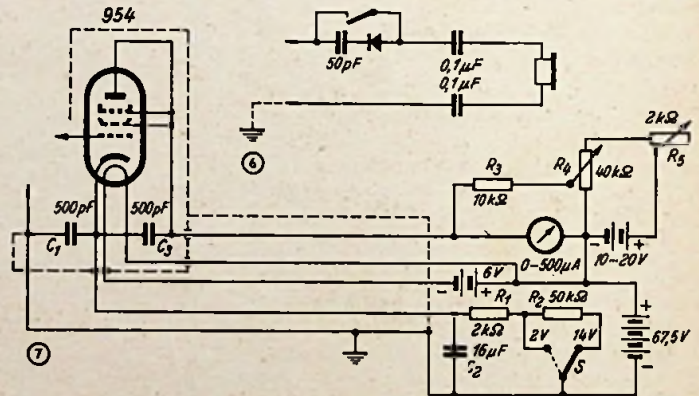 954
50pF
0,1µF
0,1µF
6
2kΩ
R5
R4
40kΩ
R3
10kΩ
500pF
500pF
C1
C3
0-500µA
- +
10-20V
6V
- +
R1
2kΩ
R2 50kΩ
+
67,5V
-
2V
14V
S
16µF
C2
7